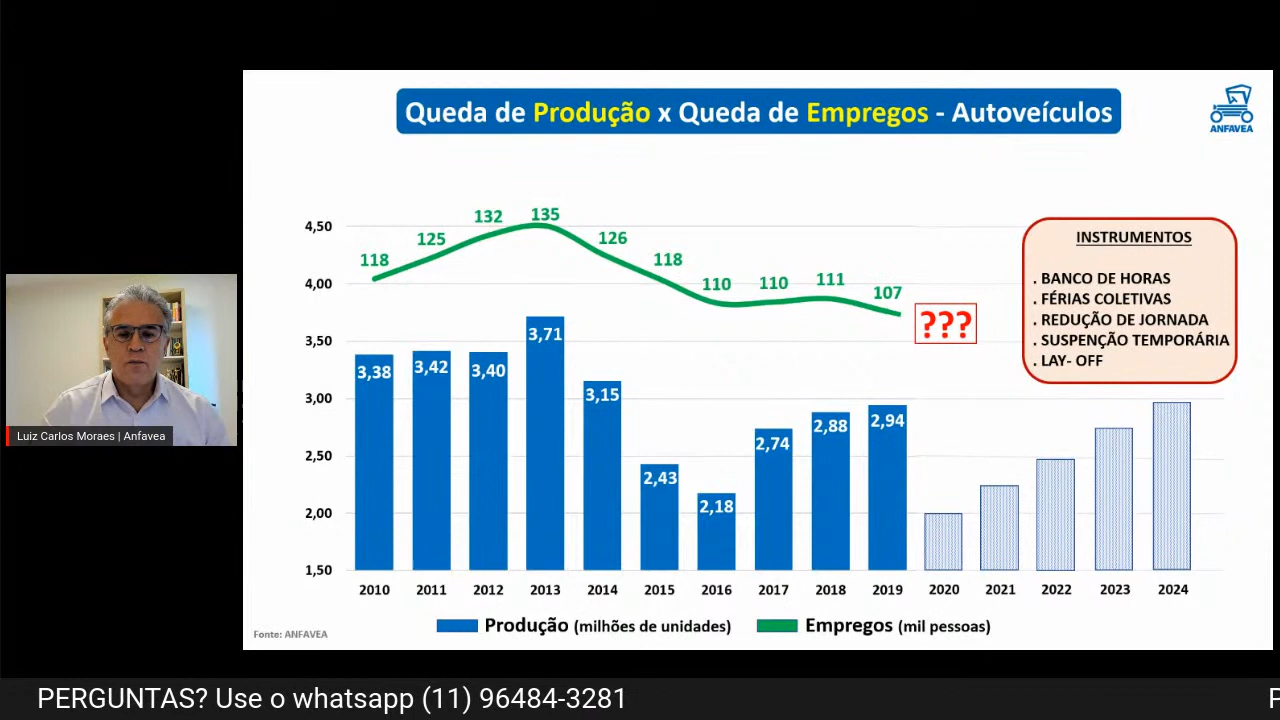 Queda de Produção x Queda de Empregos - Autoveículos
ANFAVEA
4,50
4,00
3,50
3,00
2,50
2,00
1,50
118
125
132
135
126
118
110
110
111
107
???
3,38
3,42
3,40
3,71
3,15
2,43
2,18
2,74
2,88
2,94
INSTRUMENTOS
. BANCO DE HORAS
. FÉRIAS COLETIVAS
. REDUÇÃO DE JORNADA
. SUSPENÇÃO TEMPORÁRIA
. LAY- OFF
2010 2011 2012 2013 2014 2015 2016 2017 2018 2019 2020 2021 2022 2023 2024
Produção (milhões de unidades) Empregos (mil pessoas)
Fonte: ANFAVEA
Luiz Carlos Moraes | Anfavea
PERGUNTAS? Use o whatsapp (11) 96484-3281 P